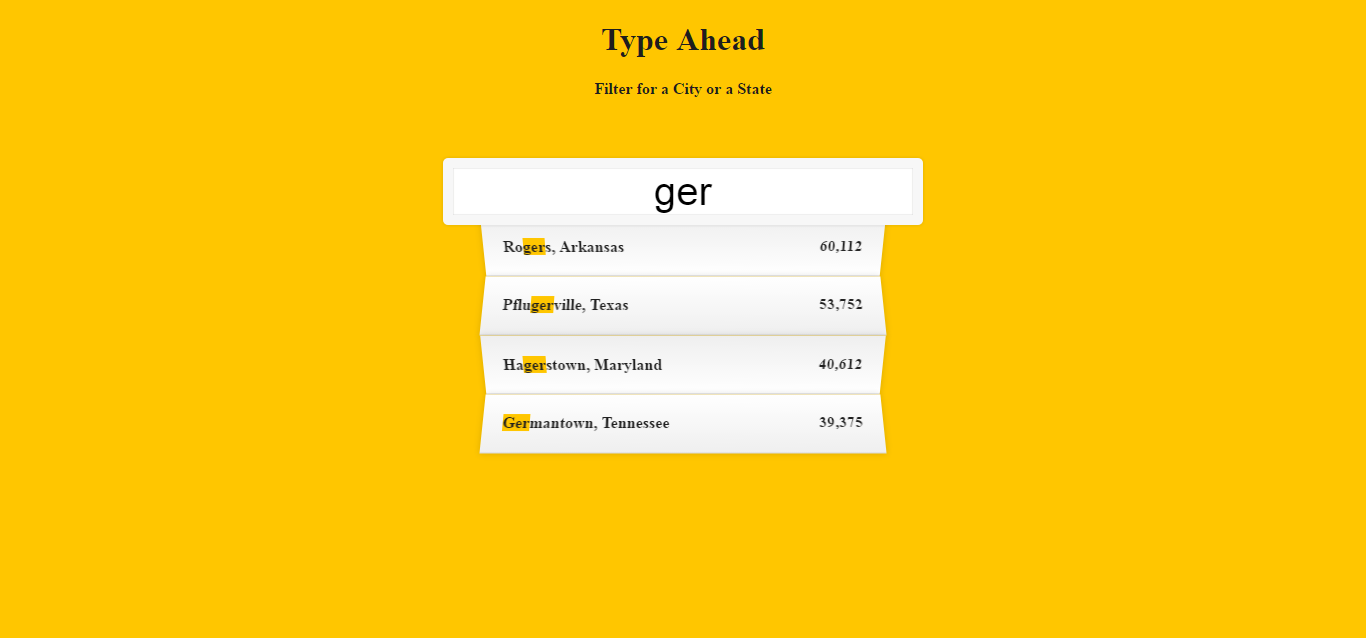 Type Ahead
Filter for a City or a State
ger
Rogers, Arkansas 60,112
Pflugerville, Texas 53,752
Hagerstown, Maryland 40,612
Germantown, Tennessee 39,375